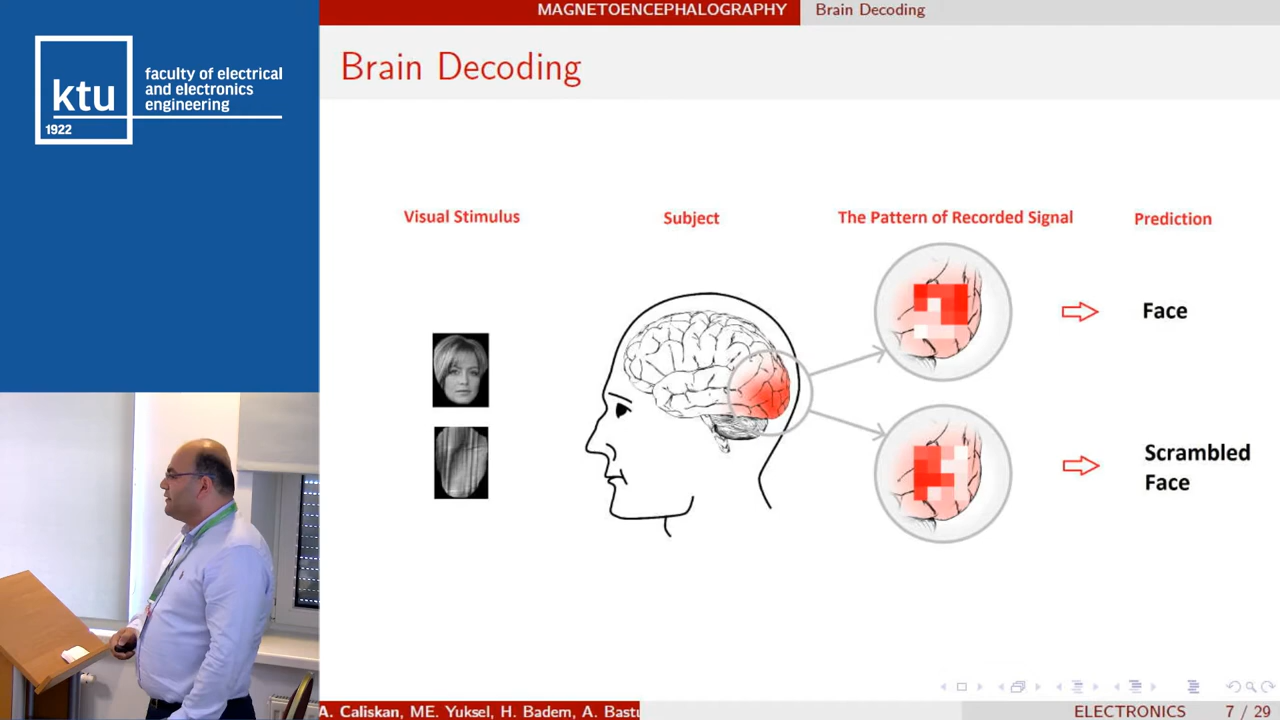 MAGNETOENCEPHALOGRAPHY
Brain Decoding
ktu
1922
faculty of electrical
and electronics
engineering
Brain Decoding
Visual Stimulus
Subject
The Pattern of Recorded Signal
Prediction
Face
Scrambled
Face
A. Caliskan, ME. Yuksel, H. Badem, A. Bastu
ELECTRONICS
7 / 29